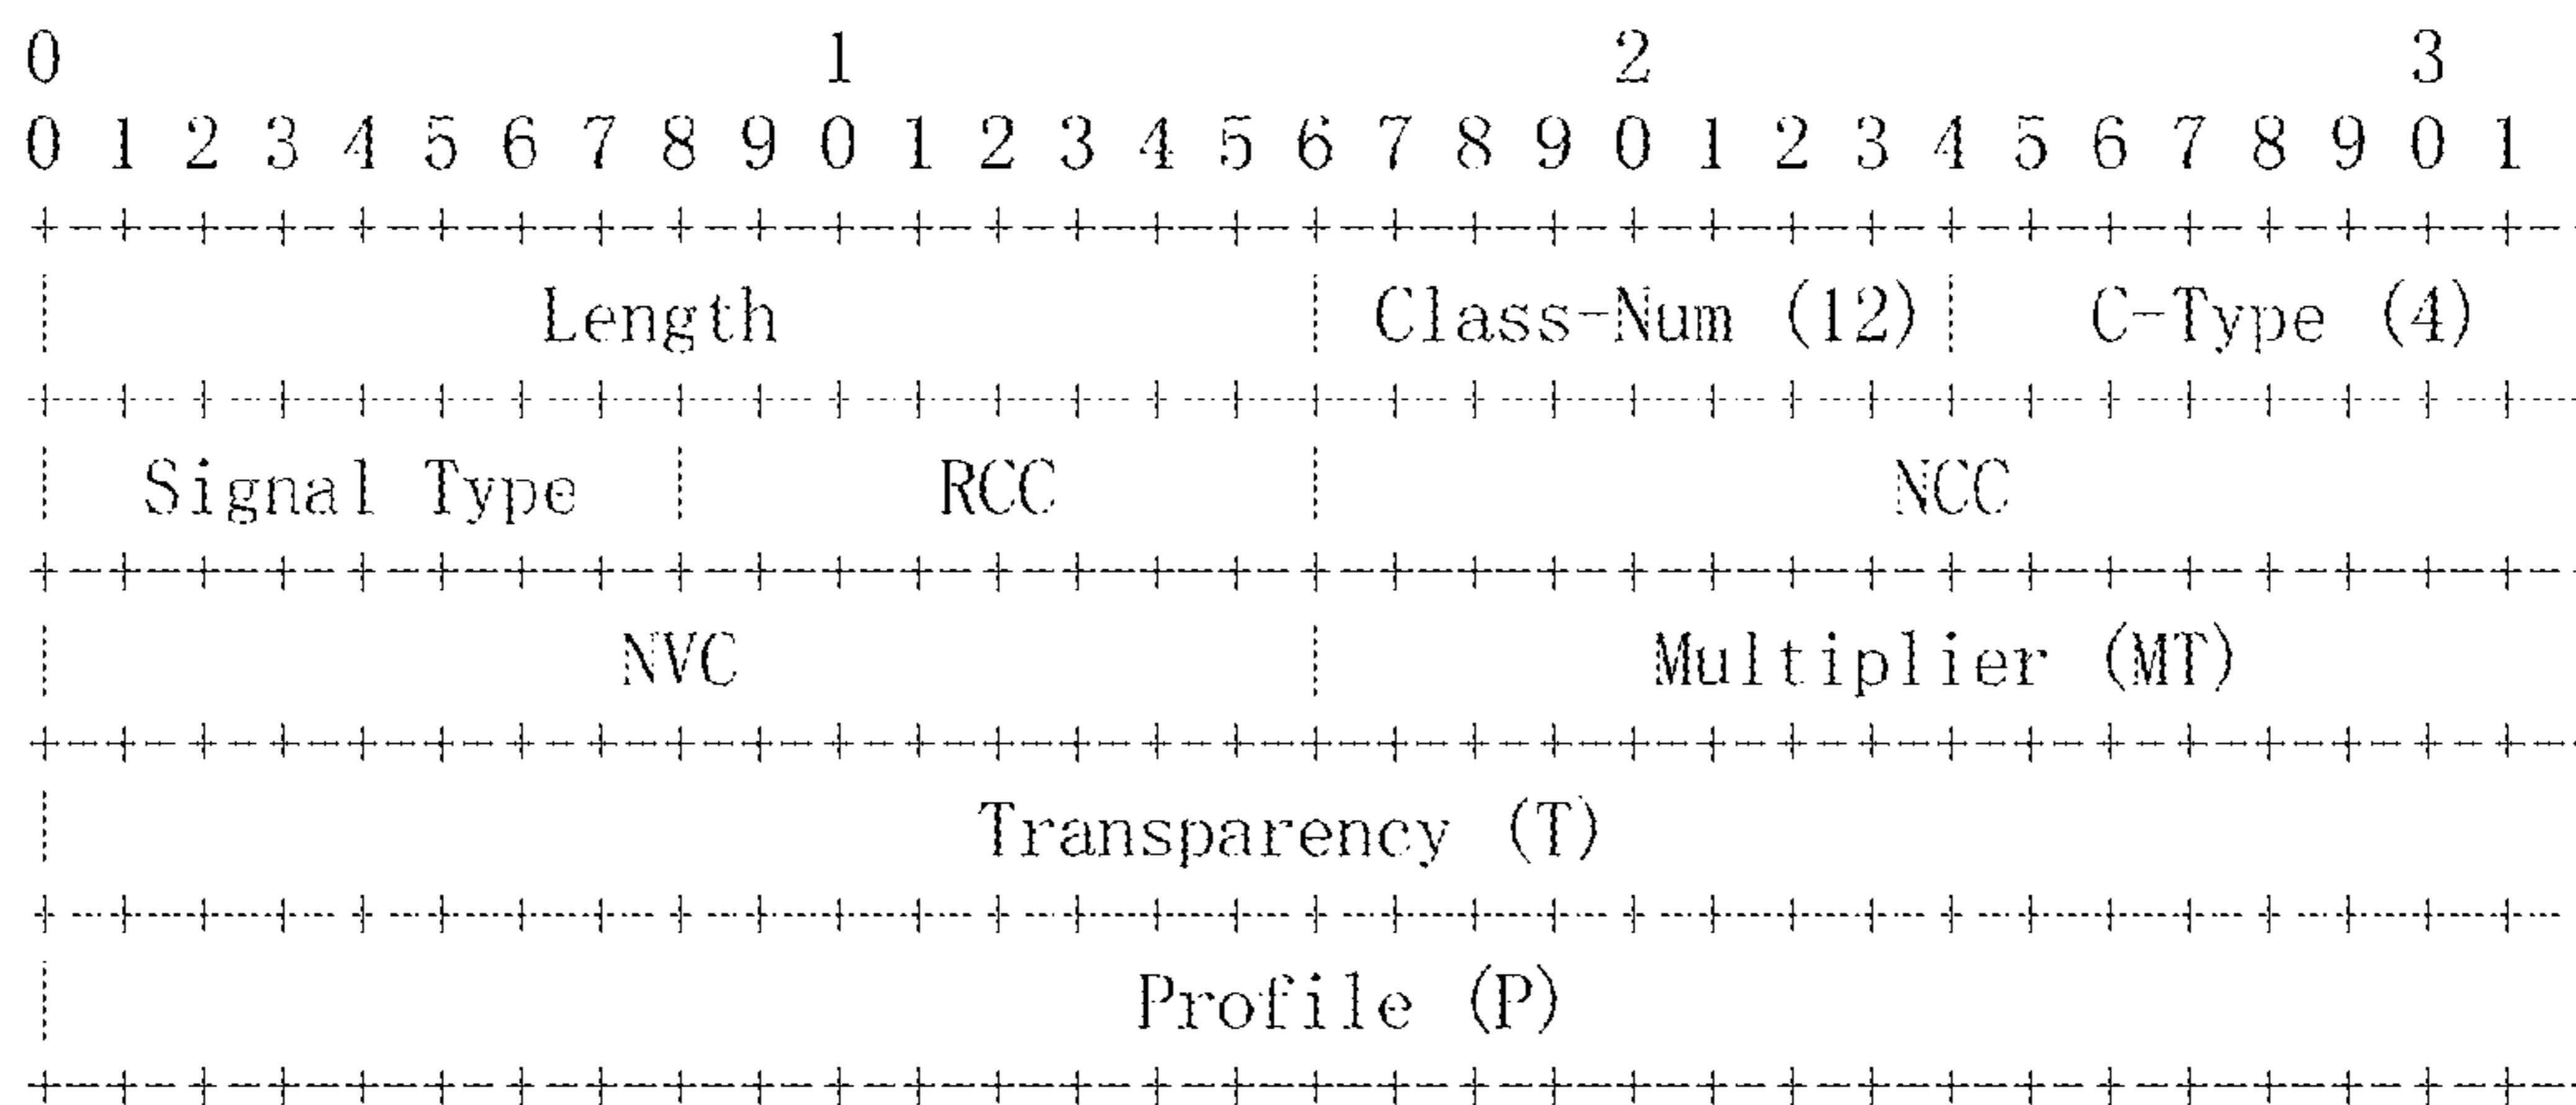 0 1 2 3
0 1 2 3 4 5 6 7 8 9 0 1 2 3 4 5 6 7 8 9 0 1 2 3 4 5 6 7 8 9 0 1
Length Class-Num (12) C-Type (4)
Signal Type RCC NCC
NVC Multiplier (MT)
Transparency (T)
Profile (P)